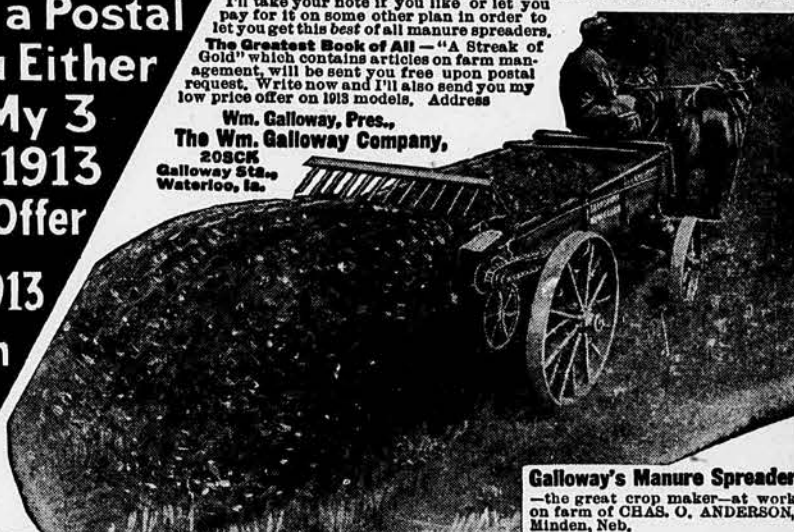 a Postal
Either
My 3
1913
Offer
I'll take your note if you like or let you
pay for it on some other plan in order to
let you get this best of all manure spreaders.
The Greatest Book of All — "A Streak of
Gold" which contains articles on farm man-
agement, will be sent you free upon postal
request. Write now and I'll also send you my
low price offer on 1913 models. Address
Wm. Galloway, Pres.,
The Wm. Galloway Company,
208CK
Galloway Sta.,
Waterloo, Ia.
Galloway's Manure Spreader
—the great crop maker—at work
on farm of CHAS. O. ANDERSON,
Minden, Neb.